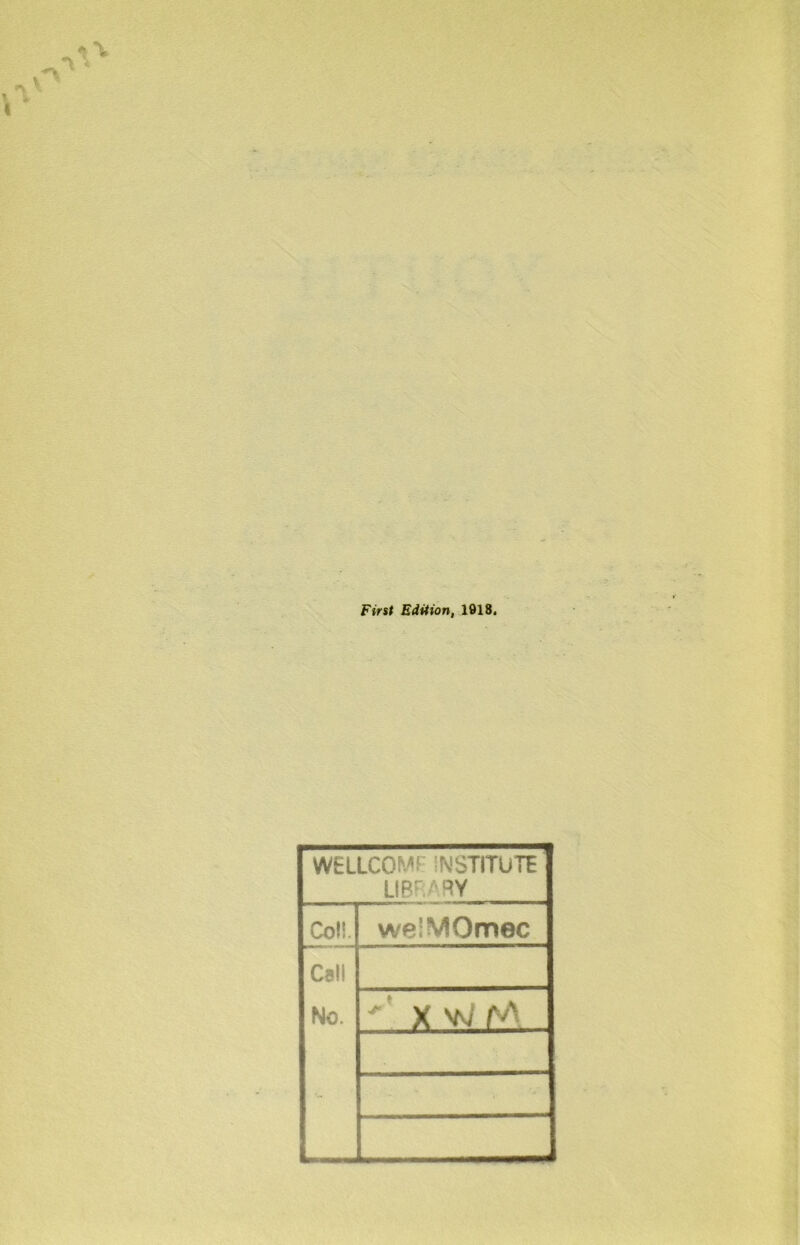 First Edition, 1918.
WELLCOME INSTITUTE
LIBRARY
Coll. welMOmec
Call
No.